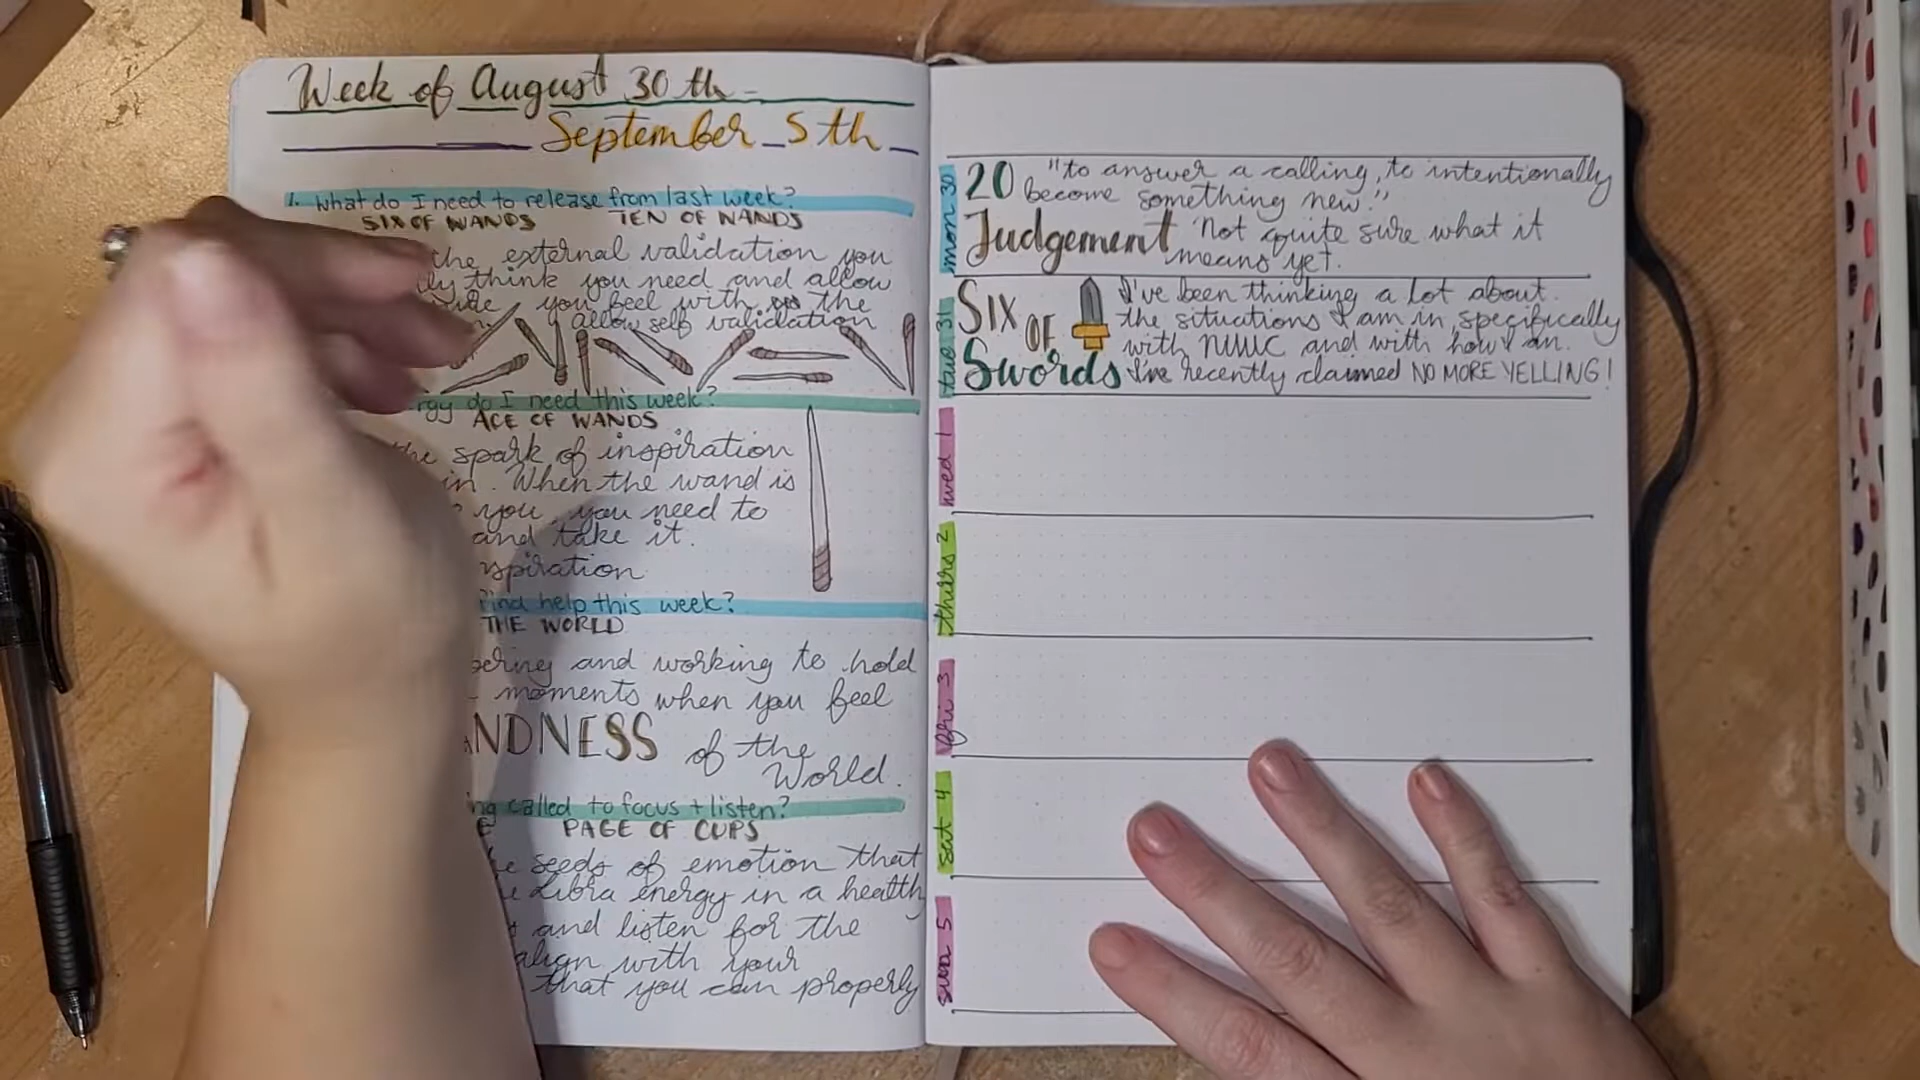 Week of August 30th -
September 5th
1. What do I need to release from last week?
SIX OF WANDS TEN OF WANDS
the external validation you
think you need and allow
you feel with the
allow self validation
do I need this week?
ACE OF WANDS
the spark of inspiration
in. When the wand is
you, you need to
and take it.
find help this week?
THE WORLD
and working to hold
moments when you feel
of the
World.
called to focus + listen?
PAGE OF CUPS
seeds of emotion that
Libra energy in a health
and listen for the
align with your
that you can properly
mon 30
20 "to answer a calling, to intentionally
become something new."
Judgement Not quite sure what it
means yet.
tue 31
SIX OF Swords
I've been thinking a lot about
the situations I am in, specifically
with and with how I am.
I've recently claimed NO MORE YELLING!
wed 1
thurs 2
fri 3
sat 4
sun 5